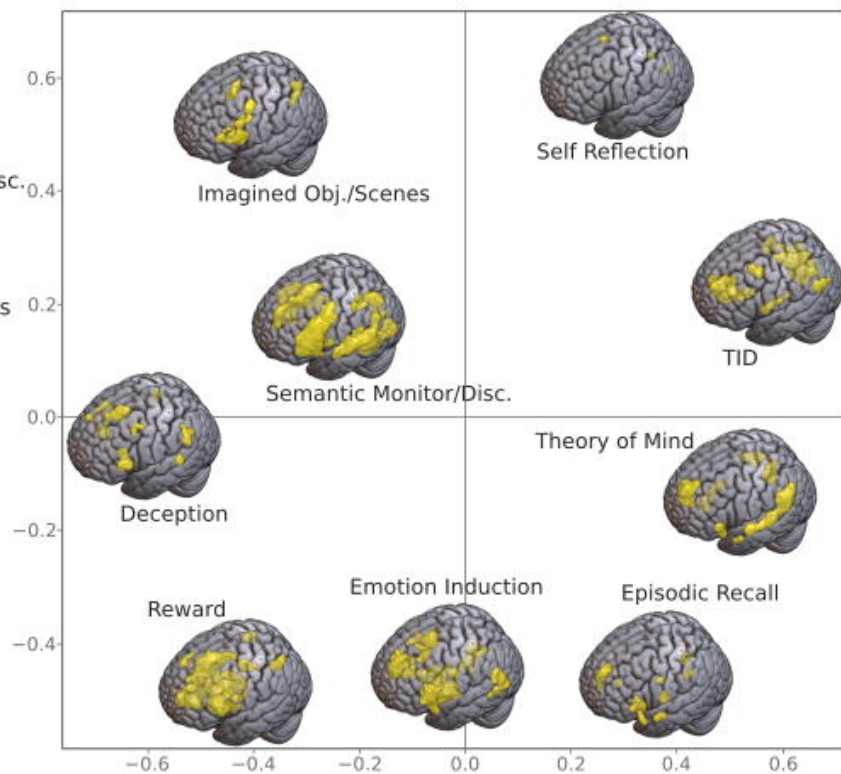 0.6
Self Reflection
sc.
0.4
Imagined Obj./Scenes
s
0.2
TID
Semantic Monitor/Disc.
0.0
Theory of Mind
Deception
−0.2
Emotion Induction
Episodic Recall
Reward
−0.4
−0.6 −0.4 −0.2 0.0 0.2 0.4 0.6